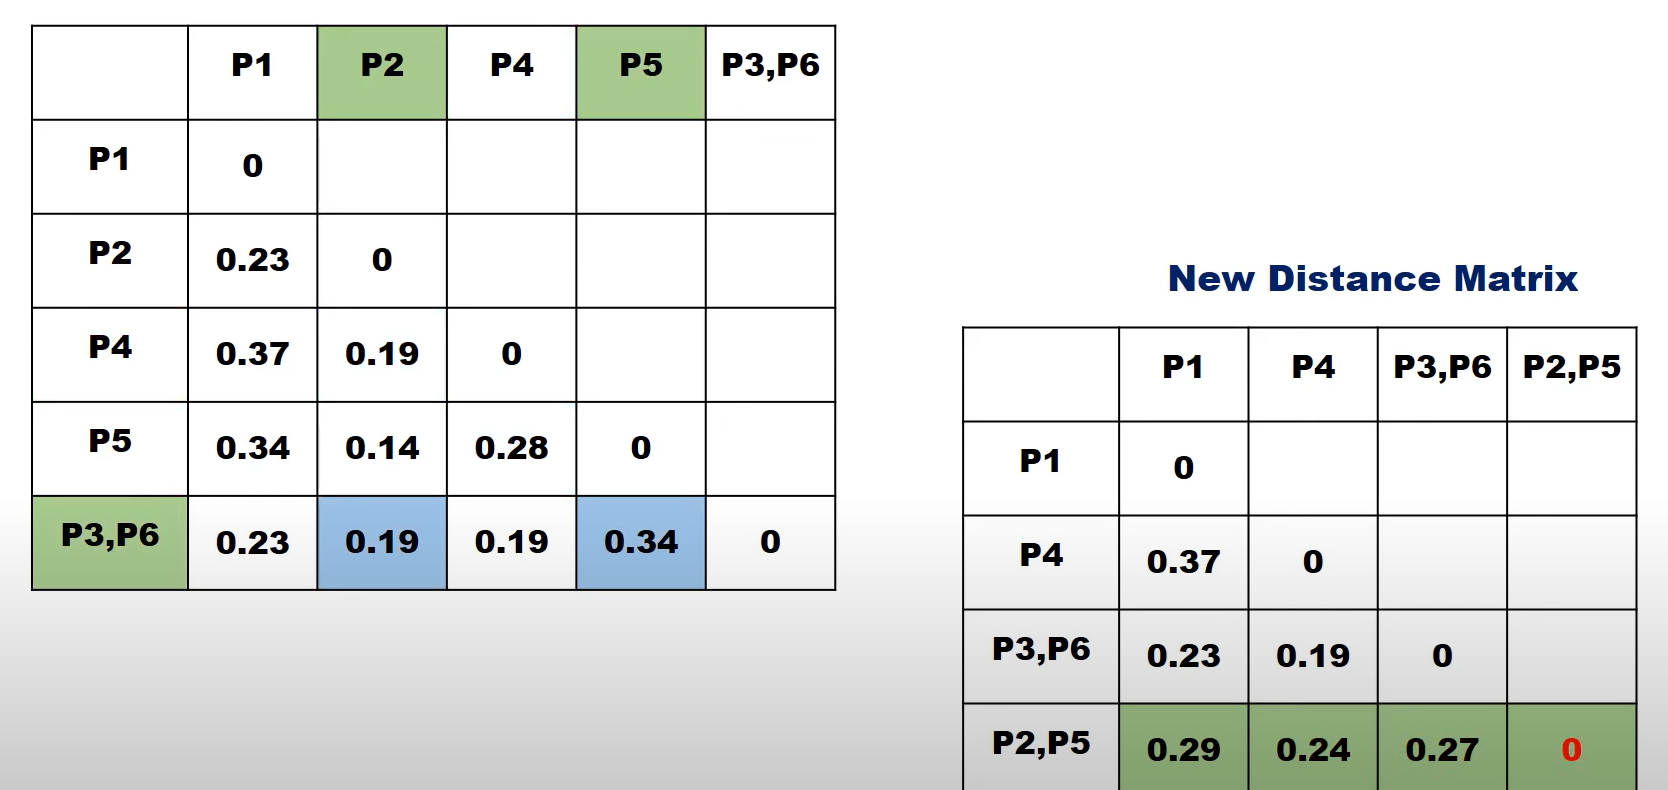 P1 P2 P4 P5 P3,P6
P1 0
P2 0.23 0
P4 0.37 0.19 0
P5 0.34 0.14 0.28 0
P3,P6 0.23 0.19 0.19 0.34 0
New Distance Matrix
P1 P4 P3,P6 P2,P5
P1 0
P4 0.37 0
P3,P6 0.23 0.19 0
P2,P5 0.29 0.24 0.27 0